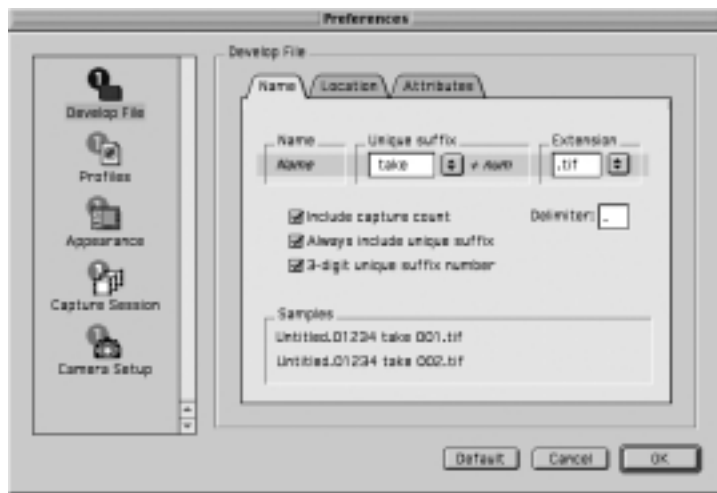 Preferences
Develop File
Profiles
Appearance
Capture Session
Camera Setup
Develop File
Name Location Attributes
Name Unique suffix Extension
Name take + num .tif
Include capture count Delimiter: .
Always include unique suffix
3-digit unique suffix number
Samples
Untitled.01234 take 001.tif
Untitled.01234 take 002.tif
Default Cancel OK